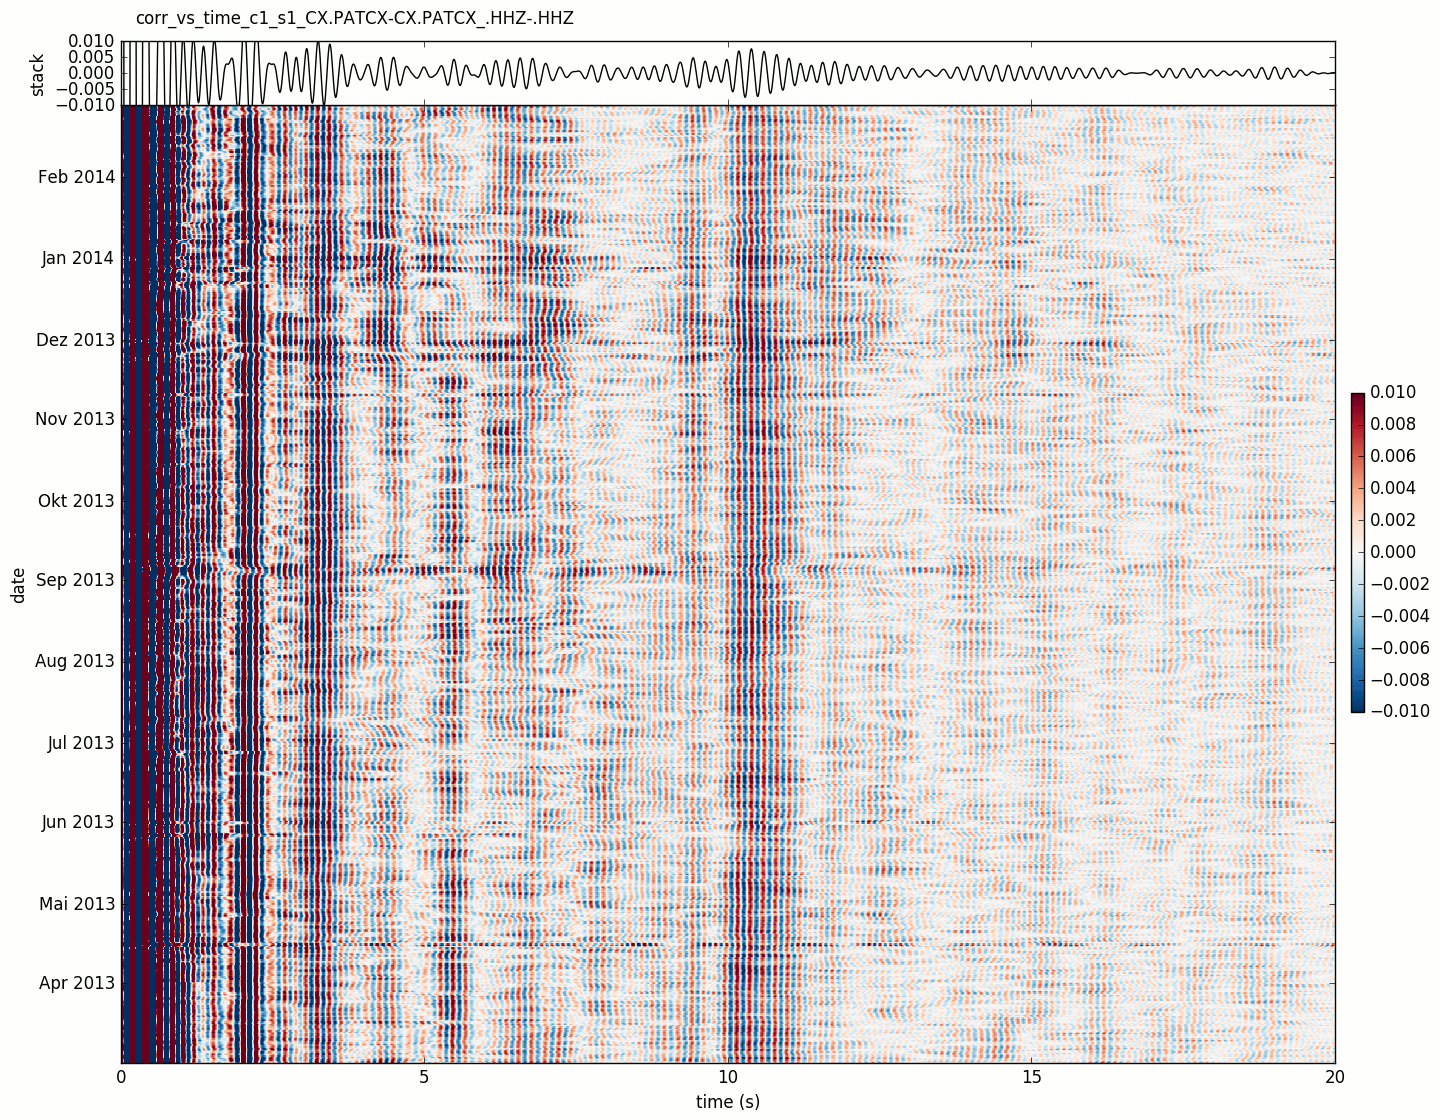 corr_vs_time_c1_s1_CX.PATCX-CX.PATCX_.HHZ-.HHZ
stack
0.010
0.005
0.000
−0.005
−0.010
date
Feb 2014
Jan 2014
Dez 2013
Nov 2013
Okt 2013
Sep 2013
Aug 2013
Jul 2013
Jun 2013
Mai 2013
Apr 2013
0 5 10 15 20
time (s)
0.010
0.008
0.006
0.004
0.002
0.000
−0.002
−0.004
−0.006
−0.008
−0.010